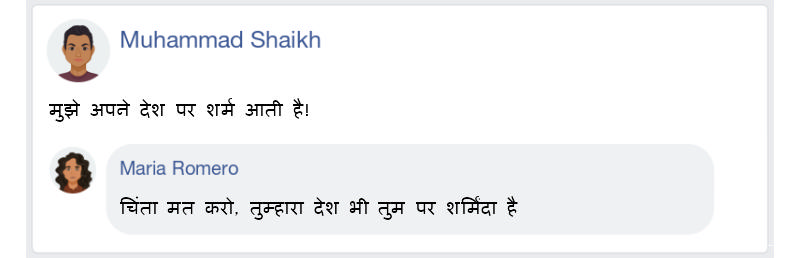 Muhammad Shaikh
मुझे अपने देश पर शर्म आती है!
Maria Romero
चिंता मत करो, तुम्हारा देश भी तुम पर शर्मिंदा है